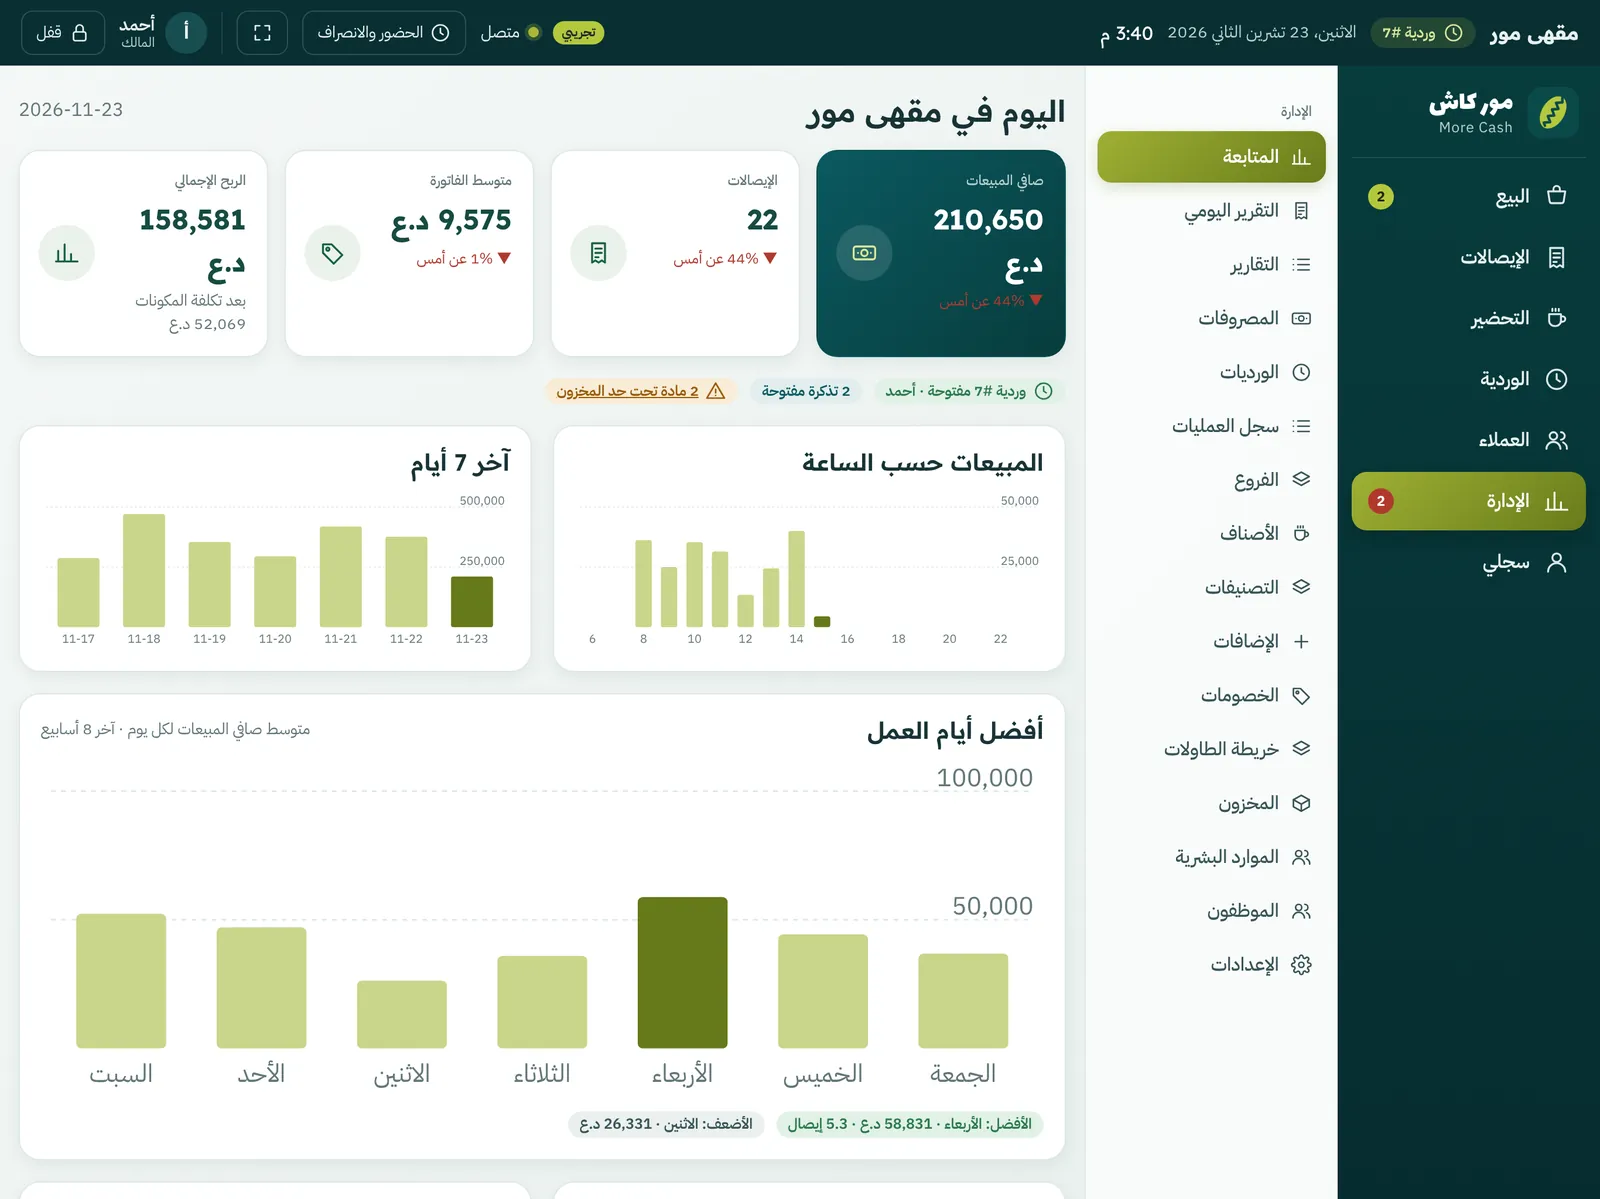 مقهى مور
وردية #7
الاثنين، 23 تشرين الثاني 2026
3:40 م
تجريبي
متصل
الحضور والانصراف
أ
أحمد
المالك
قفل
مور كاش
More Cash
البيع
2
الإيصالات
التحضير
الوردية
العملاء
الإدارة
2
سجلي
الإدارة
المتابعة
التقرير اليومي
التقارير
المصروفات
الورديات
سجل العمليات
الفروع
الأصناف
التصنيفات
الإضافات
الخصومات
خريطة الطاولات
المخزون
الموارد البشرية
الموظفون
الإعدادات
اليوم في مقهى مور
2026-11-23
صافي المبيعات
210,650
د.ع
▼ 44% عن أمس
الإيصالات
22
▼ 44% عن أمس
متوسط الفاتورة
9,575 د.ع
▼ 1% عن أمس
الربح الإجمالي
158,581
د.ع
بعد تكلفة المكونات
52,069 د.ع
وردية #7 مفتوحة · أحمد
2 تذكرة مفتوحة
2 مادة تحت حد المخزون
المبيعات حسب الساعة
50,000
25,000
6 8 10 12 14 16 18 20 22
آخر 7 أيام
500,000
250,000
11-17 11-18 11-19 11-20 11-21 11-22 11-23
أفضل أيام العمل
متوسط صافي المبيعات لكل يوم · آخر 8 أسابيع
100,000
50,000
الجمعة الخميس الأربعاء الثلاثاء الاثنين الأحد السبت
الأفضل: الأربعاء · 58,831 د.ع · 5.3 إيصال
الأضعف: الاثنين · 26,331 د.ع